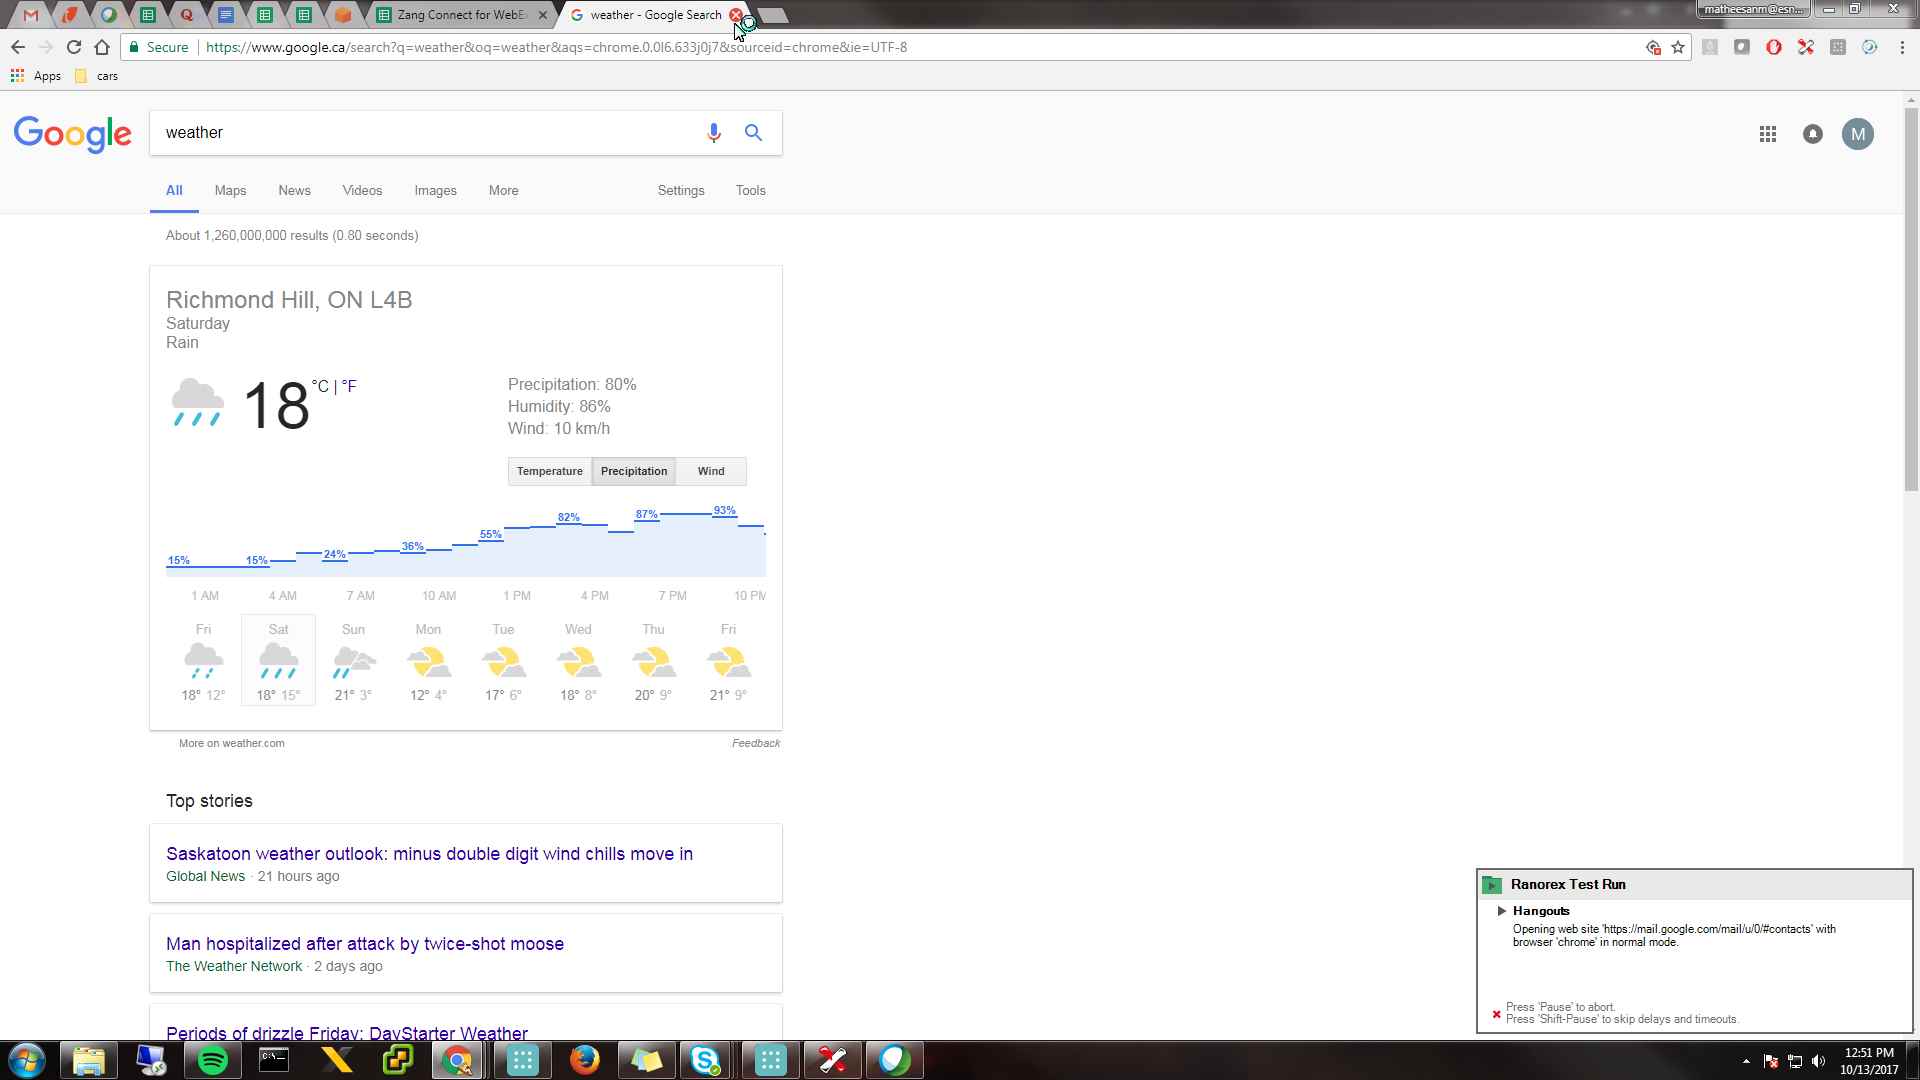 Zang Connect for WebEx
weather - Google Search
matheesanm@esn...
Secure
https://www.google.ca/search?q=weather&oq=weather&aqs=chrome.0.0l6.633j0j7&sourceid=chrome&ie=UTF-8
Apps
cars
Google
weather
M
All
Maps
News
Videos
Images
More
Settings
Tools
About 1,260,000,000 results (0.80 seconds)
Richmond Hill, ON L4B
Saturday
Rain
18 °C | °F
Precipitation: 80%
Humidity: 86%
Wind: 10 km/h
Temperature
Precipitation
Wind
15% 15% 24% 36% 55% 82% 87% 93%
1 AM 4 AM 7 AM 10 AM 1 PM 4 PM 7 PM 10 PM
Fri Sat Sun Mon Tue Wed Thu Fri
18° 12° 18° 15° 21° 3° 12° 4° 17° 6° 18° 8° 20° 9° 21° 9°
More on weather.com
Feedback
Top stories
Saskatoon weather outlook: minus double digit wind chills move in
Global News · 21 hours ago
Man hospitalized after attack by twice-shot moose
The Weather Network · 2 days ago
Periods of drizzle Friday: DayStarter Weather
Ranorex Test Run
Hangouts
Opening web site 'https://mail.google.com/mail/u/0/#contacts' with
browser 'chrome' in normal mode.
Press 'Pause' to abort.
Press 'Shift-Pause' to skip delays and timeouts.
C:\_
12:51 PM
10/13/2017